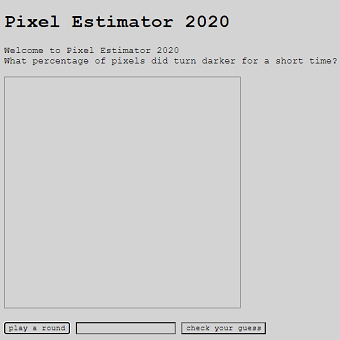 Pixel Estimator 2020
Welcome to Pixel Estimator 2020
What percentage of pixels did turn darker for a short time?
play a round
check your guess